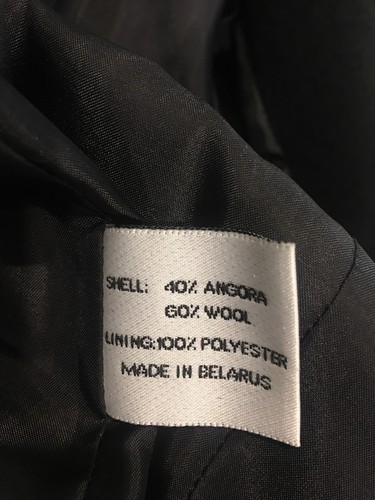 SHELL: 40% ANGORA
60% WOOL
LINING:100% POLYESTER
MADE IN BELARUS